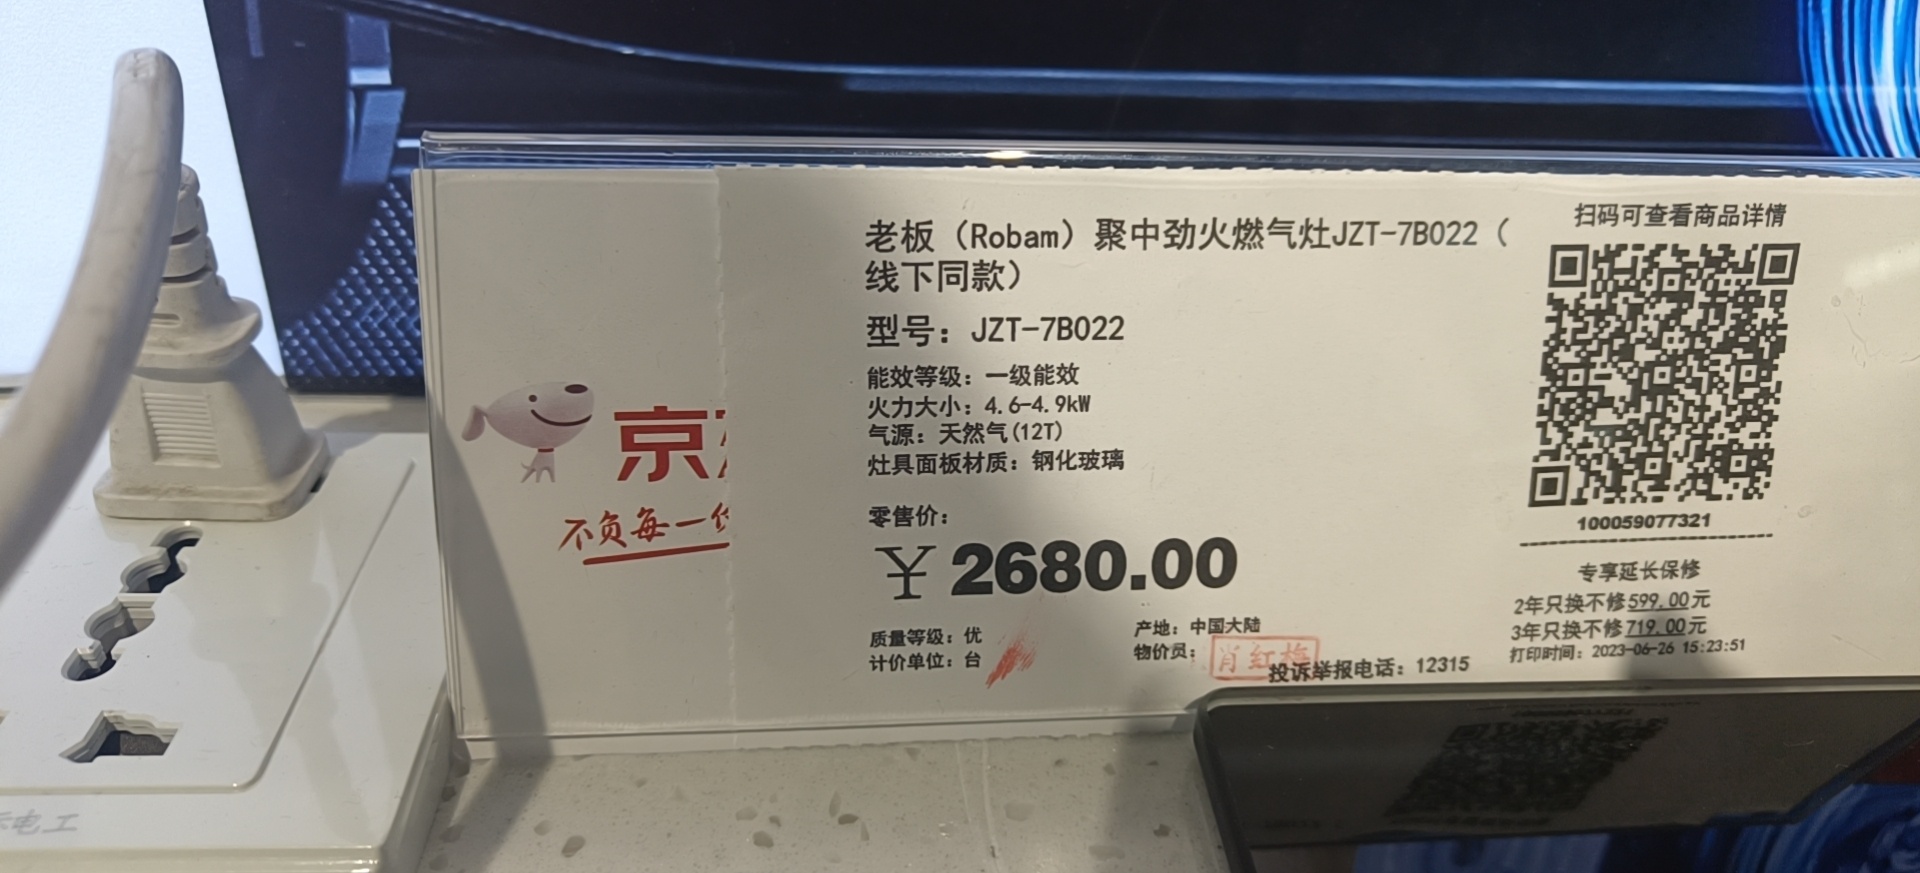 京
不负每一
老板（Robam）聚中劲火燃气灶JZT-7B022（
线下同款）
型号：JZT-7B022
能效等级：一级能效
火力大小：4.6-4.9kW
气源：天然气(12T)
灶具面板材质：钢化玻璃
零售价：
￥2680.00
质量等级：优
计价单位：台
产地：中国大陆
物价员：肖红梅
投诉举报电话：12315
扫码可查看商品详情
100059077321
专享延长保修
2年只换不修599.00元
3年只换不修719.00元
打印时间：2023-06-26 15:23:51
电工